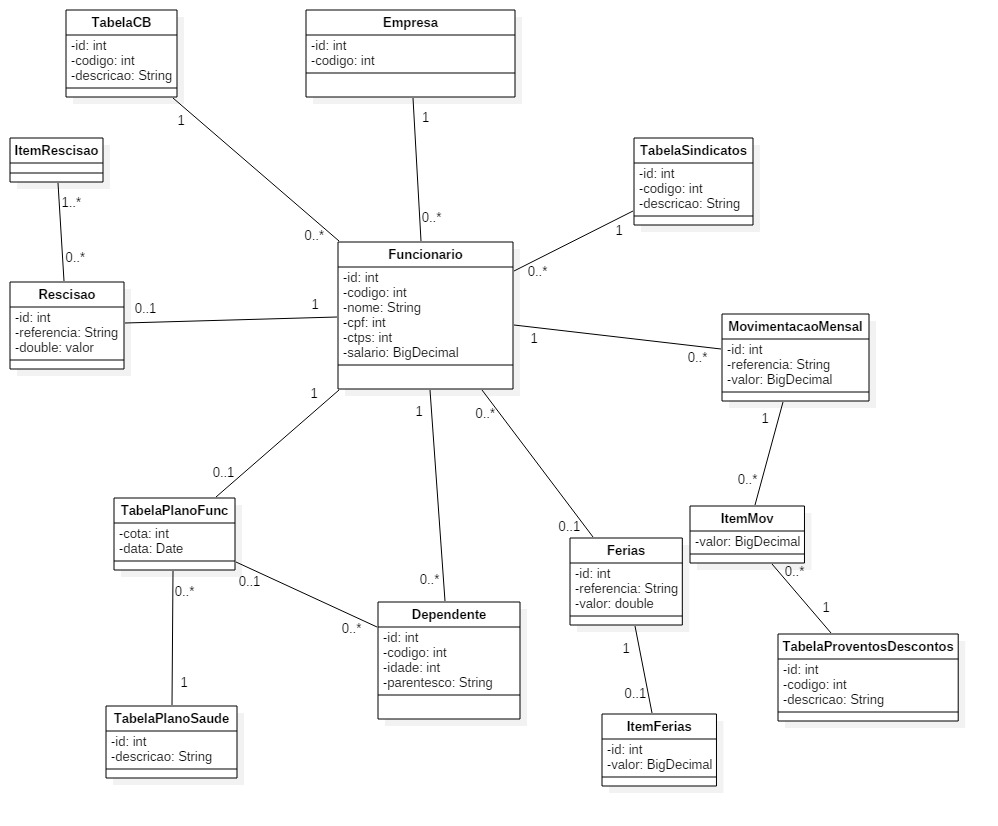 TabelaCB
-id: int
-codigo: int
-descricao: String
Empresa
-id: int
-codigo: int
1
1
ItemRescisao
TabelaSindicatos
-id: int
-codigo: int
-descricao: String
1..*
0..*
0..*
0..*
1
0..*
Funcionario
-id: int
-codigo: int
-nome: String
-cpf: int
-ctps: int
-salario: BigDecimal
Rescisao
-id: int
-referencia: String
-double: valor
0..1
1
1
0..*
MovimentacaoMensal
-id: int
-referencia: String
-valor: BigDecimal
1
1
0..*
1
0..1
0..*
0..*
0..1
1
0..1
0..*
TabelaPlanoFunc
-cota: int
-data: Date
ItemMov
-valor: BigDecimal
Ferias
-id: int
-referencia: String
-valor: double
0..*
1
0..*
Dependente
-id: int
-codigo: int
-idade: int
-parentesco: String
1
0..1
TabelaProventosDescontos
-id: int
-codigo: int
-descricao: String
TabelaPlanoSaude
-id: int
-descricao: String
ItemFerias
-id: int
-valor: BigDecimal